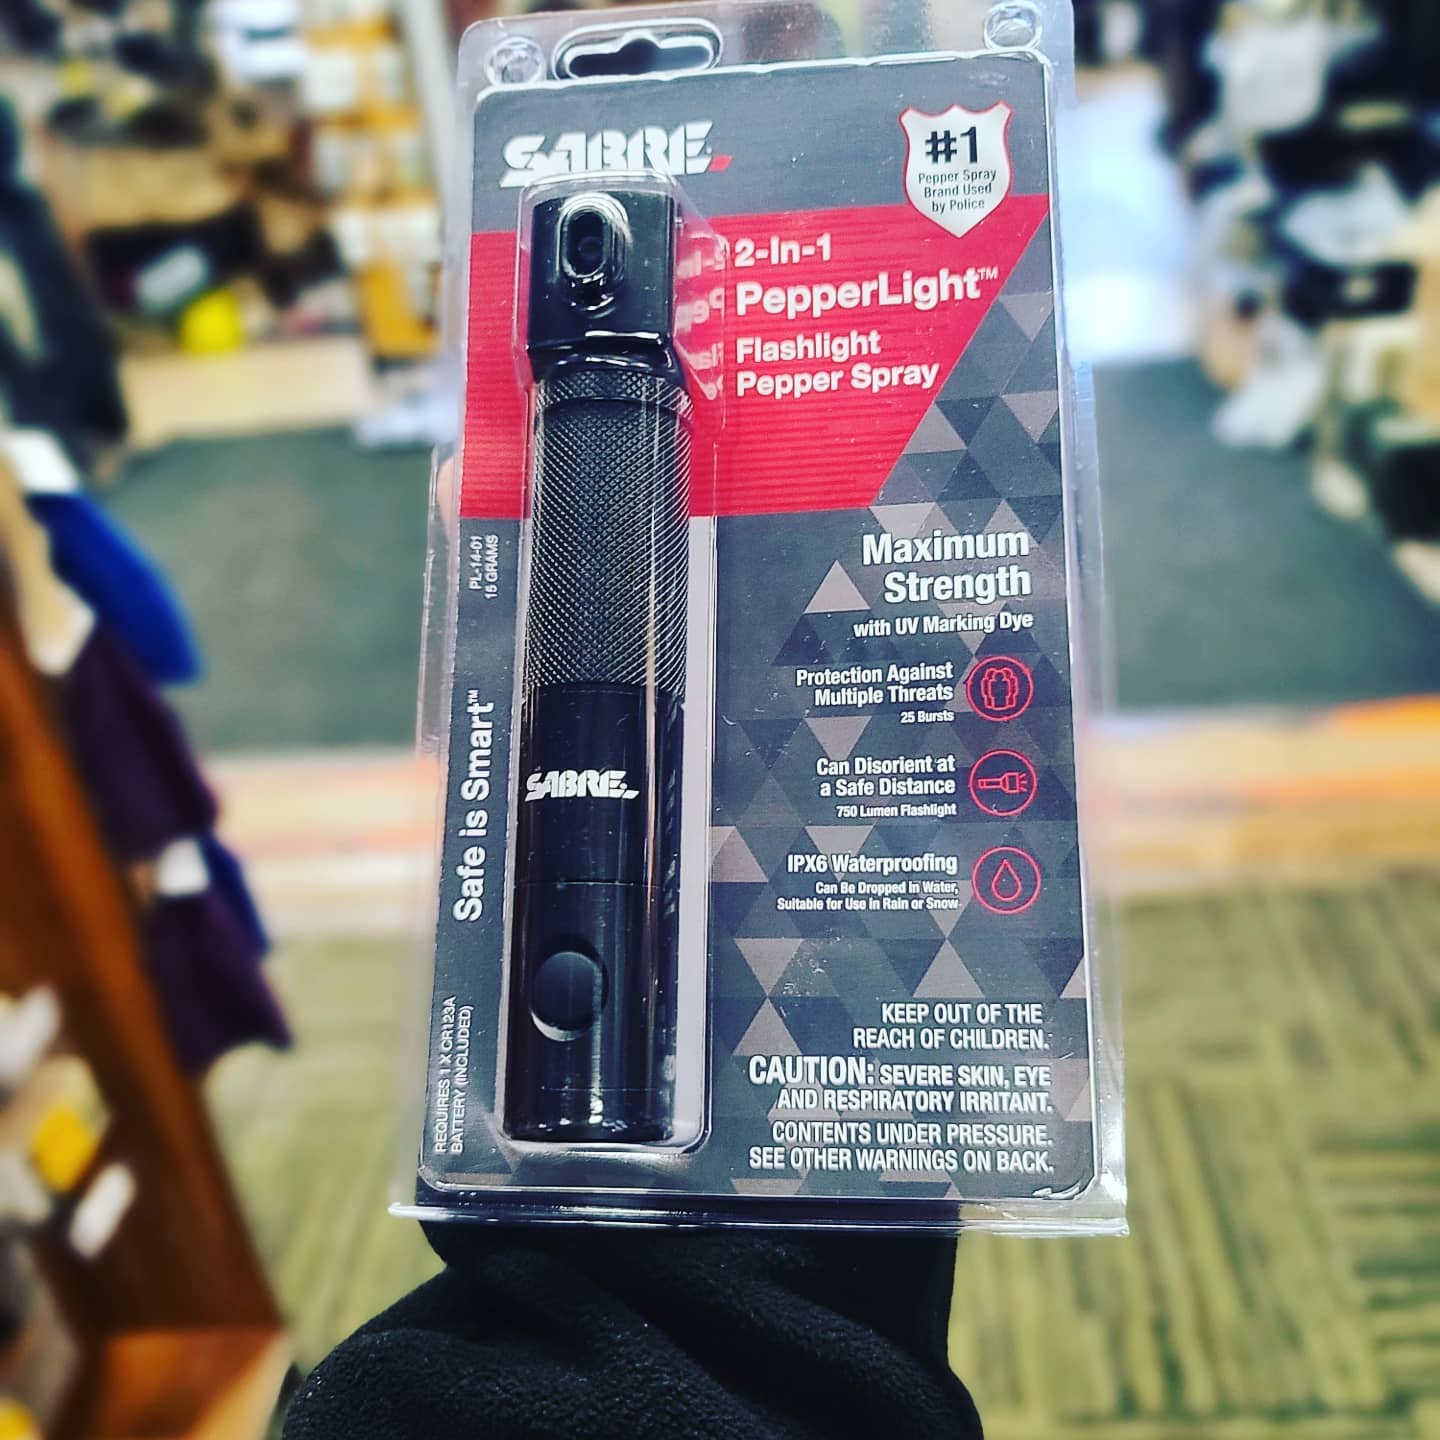 SABRE
#1
Pepper Spray
Brand Used
by Police
2-In-1
PepperLight™
Flashlight
Pepper Spray
PL-14-01
15 GRAMS
Maximum
Strength
with UV Marking Dye
Protection Against
Multiple Threats
25 Bursts
Can Disorient at
a Safe Distance
750 Lumen Flashlight
IPX6 Waterproofing
Can Be Dropped in Water,
Suitable for Use in Rain or Snow
Safe is Smart™
SABRE
REQUIRES 1 X CR123A
BATTERY (INCLUDED)
KEEP OUT OF THE
REACH OF CHILDREN.
CAUTION: SEVERE SKIN, EYE
AND RESPIRATORY IRRITANT.
CONTENTS UNDER PRESSURE.
SEE OTHER WARNINGS ON BACK.